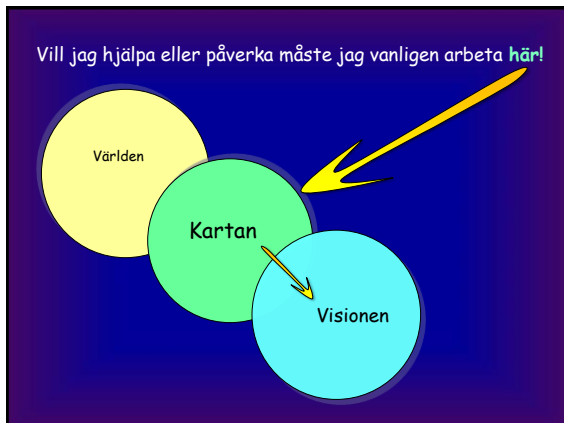 Vill jag hjälpa eller påverka måste jag vanligen arbeta här!
Världen
Kartan
Visionen